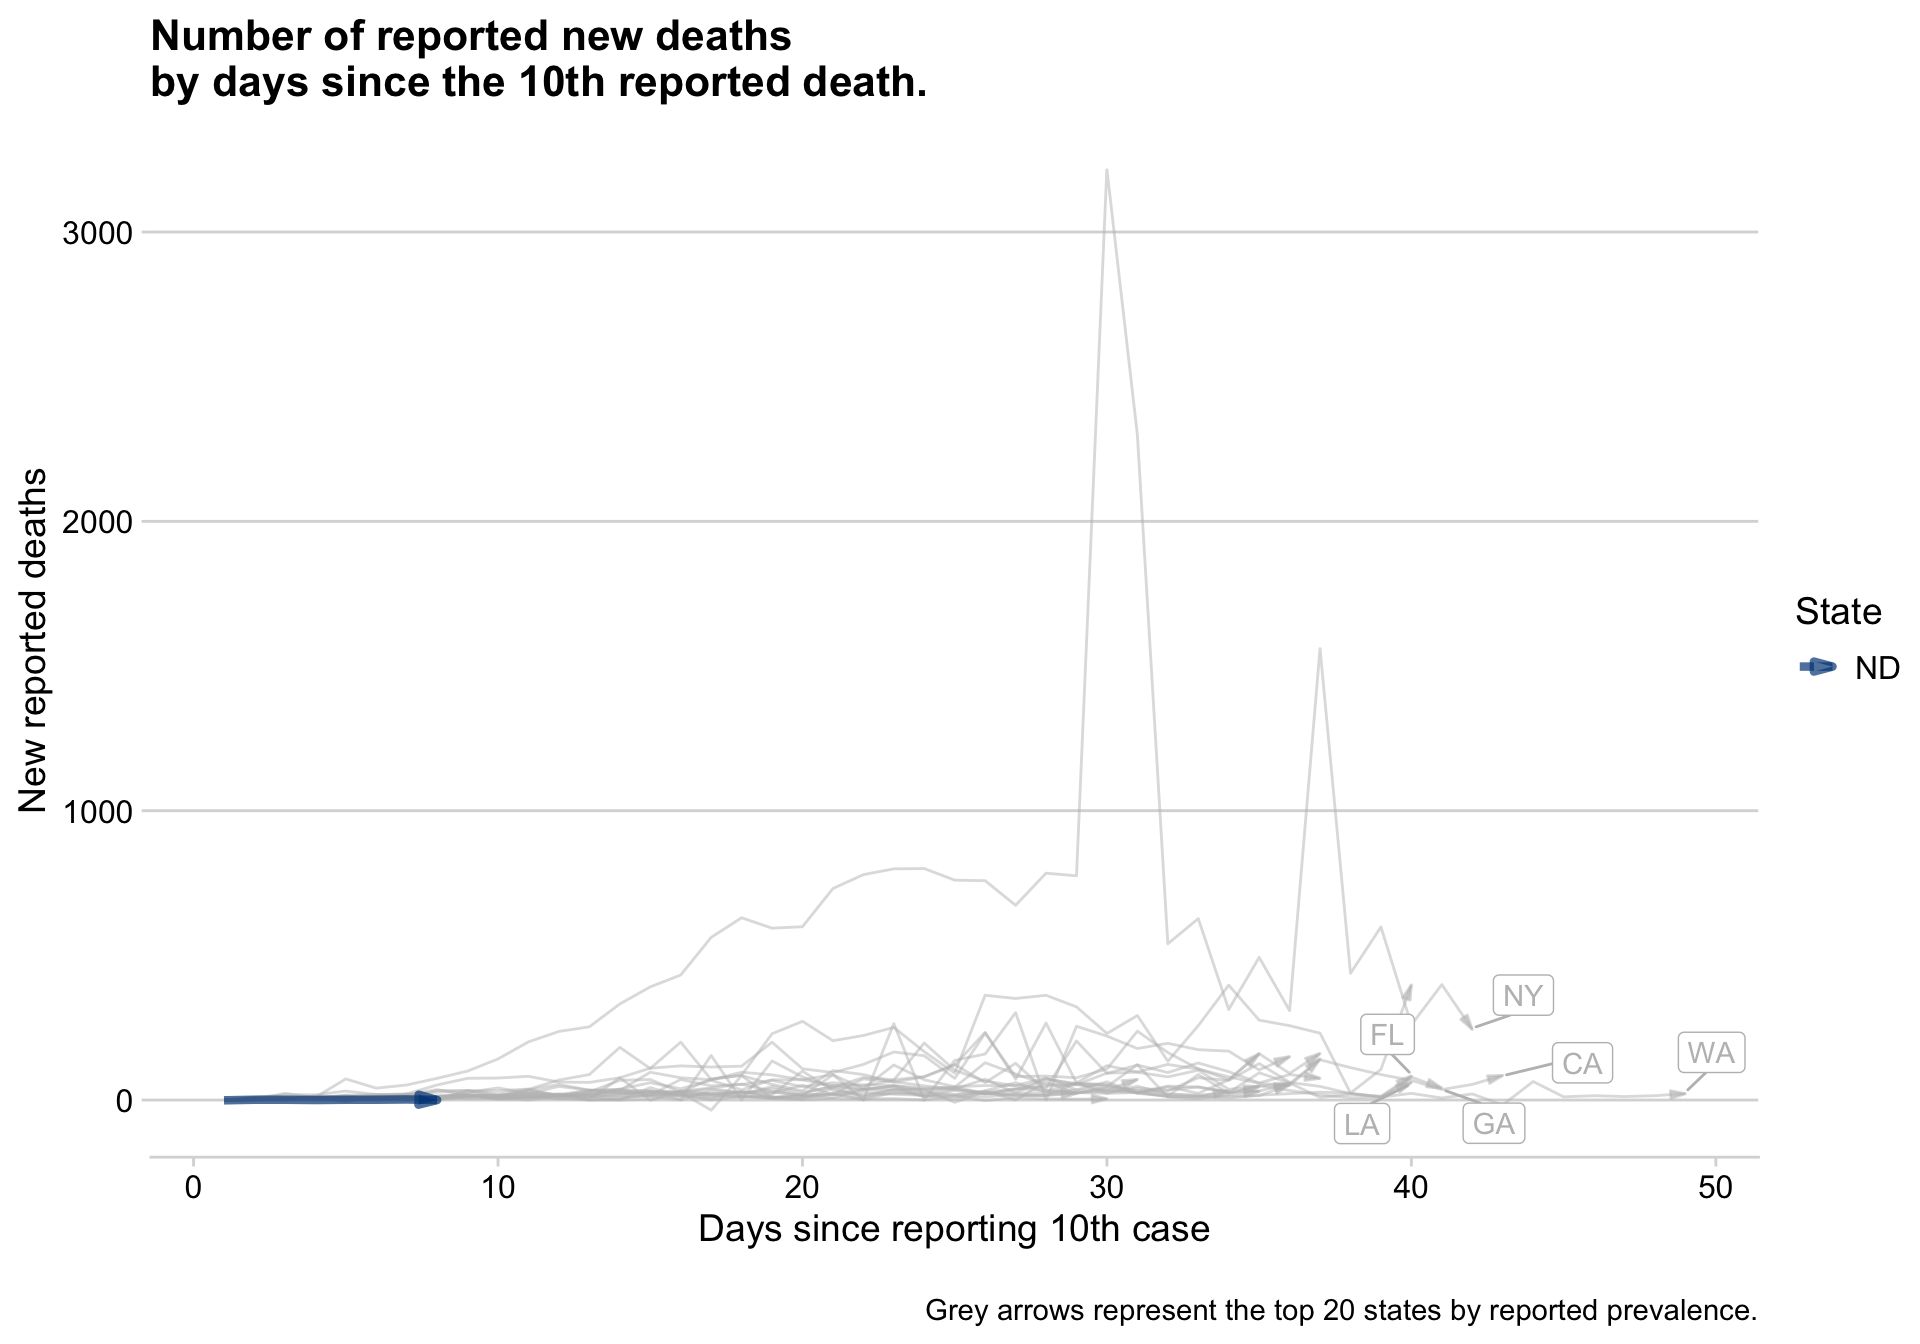 Number of reported new deaths
by days since the 10th reported death.
New reported deaths
3000
2000
1000
0
0 10 20 30 40 50
Days since reporting 10th case
NY
FL
CA
WA
LA
GA
State
ND
Grey arrows represent the top 20 states by reported prevalence.